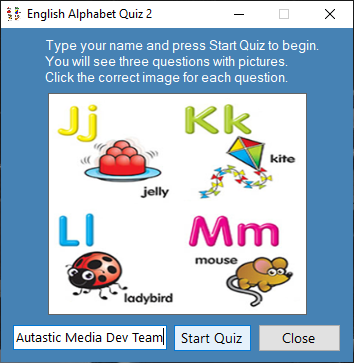 English Alphabet Quiz 2
Type your name and press Start Quiz to begin.
You will see three questions with pictures.
Click the correct image for each question.
Jj Kk
kite
jelly
Ll Mm
mouse
ladybird
Autastic Media Dev Team Start Quiz Close